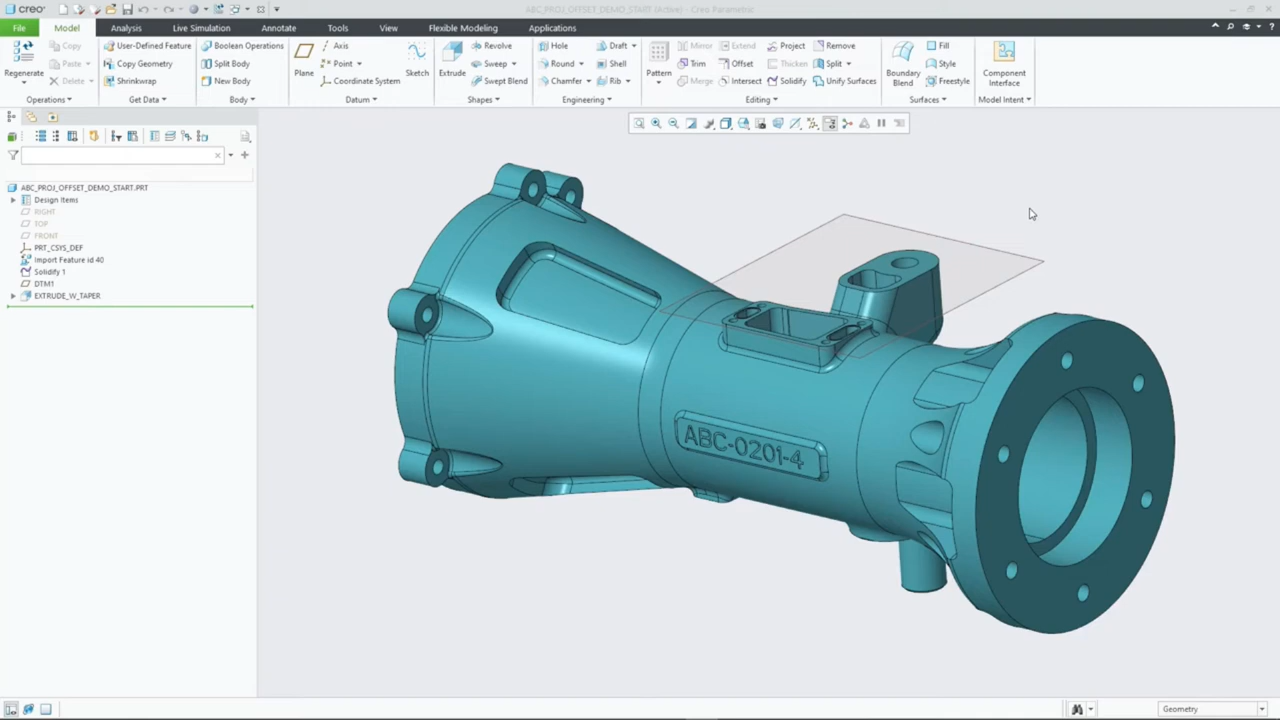 creo
ABC_PROJ_OFFSET_DEMO_START (Active) - Creo Parametric
File Model Analysis Live Simulation Annotate Tools View Flexible Modeling Applications
Regenerate
Copy
Paste
Delete
Operations
User-Defined Feature
Copy Geometry
Shrinkwrap
Get Data
Boolean Operations
Split Body
New Body
Body
Plane
Axis
Point
Coordinate System
Sketch
Datum
Extrude
Revolve
Sweep
Swept Blend
Shapes
Hole
Round
Chamfer
Draft
Shell
Rib
Engineering
Pattern
Mirror
Trim
Merge
Extend
Offset
Intersect
Project
Thicken
Solidify
Remove
Split
Unify Surfaces
Editing
Boundary
Blend
Fill
Style
Freestyle
Surfaces
Component
Interface
Model Intent
ABC_PROJ_OFFSET_DEMO_START.PRT
Design Items
RIGHT
TOP
FRONT
PRT_CSYS_DEF
Import Feature id 40
Solidify 1
DTM1
EXTRUDE_W_TAPER
ABC-0201-4
Geometry